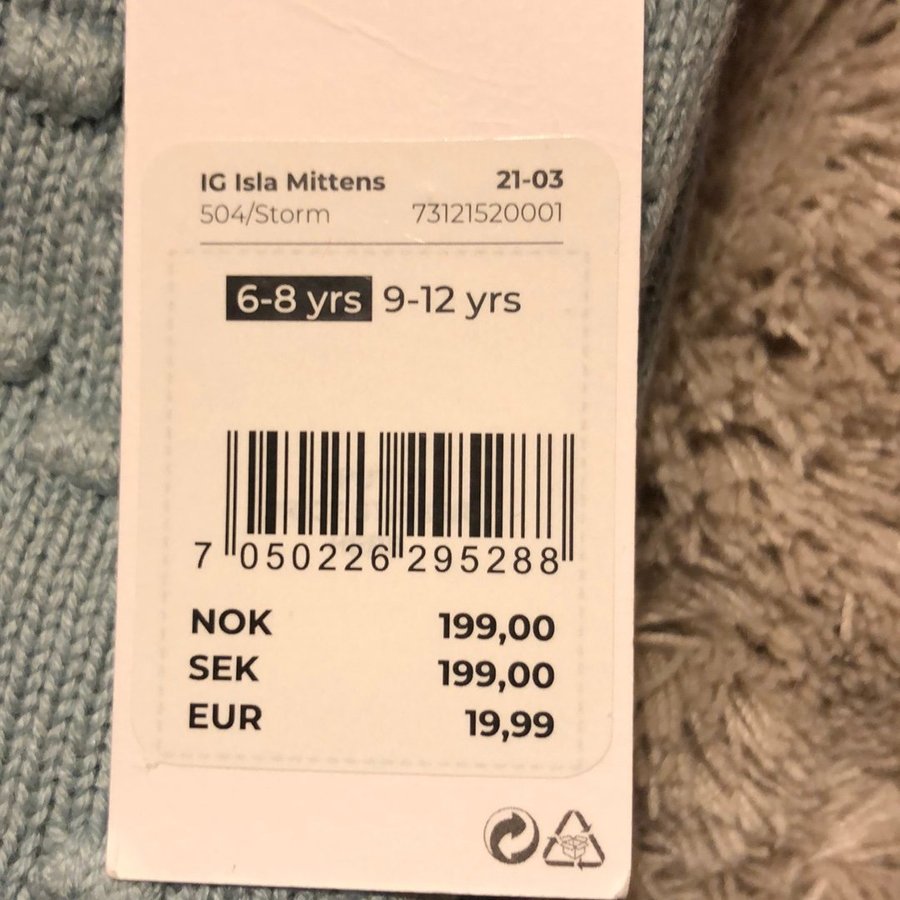 IG Isla Mittens 21-03
504/Storm 73121520001
6-8 yrs 9-12 yrs
7 050226 295288
NOK 199,00
SEK 199,00
EUR 19,99